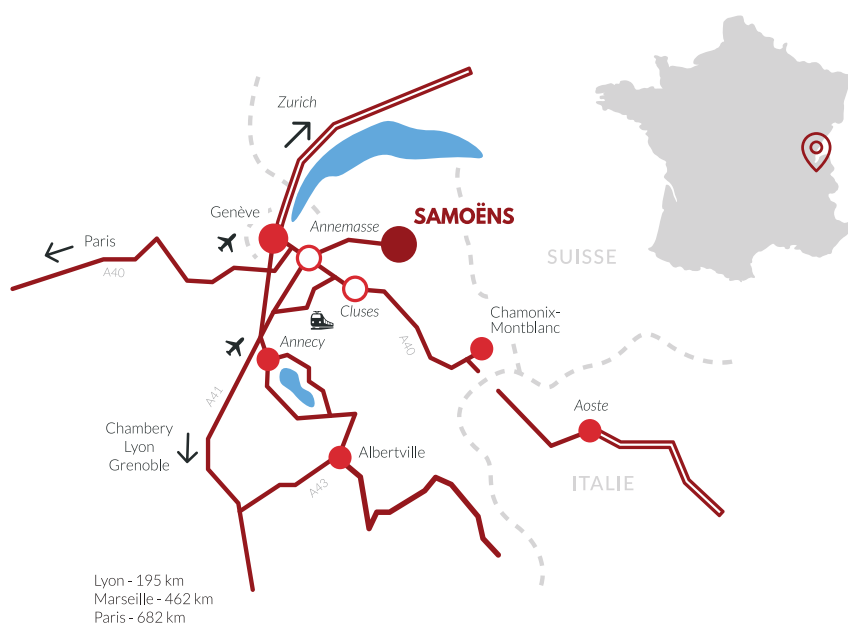 Zurich
Genève
Annemasse
SAMOËNS
Paris
A40
SUISSE
Cluses
Chamonix-
Montblanc
A40
Annecy
A41
Aoste
Chambery
Lyon
Grenoble
Albertville
A43
ITALIE
Lyon - 195 km
Marseille - 462 km
Paris - 682 km